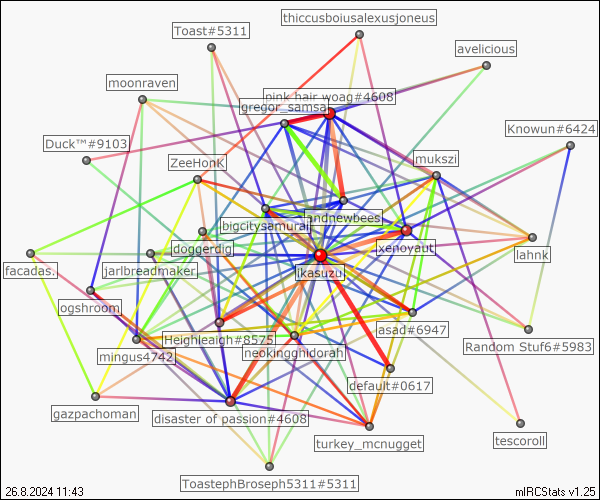 thiccusboiusalexusjoneus
Toast#5311
avelicious
moonraven
pink hair woag#4608
gregor_samsa
Knowun#6424
Duck™#9103
mukszi
ZeeHonK
andnewbees
bigcitysamurai
doggerdig
xenoyaut
lahnk
facadas.
jarlbreadmaker
jkasuzu
ogshroom
asad#6947
Heighleaigh#8575
Random Stuf6#5983
mingus4742
neokingghidorah
default#0617
gazpachoman
disaster of passion#4608
turkey_mcnugget
tescoroll
ToastephBroseph5311#5311
26.8.2024 11:43
mIRCStats v1.25